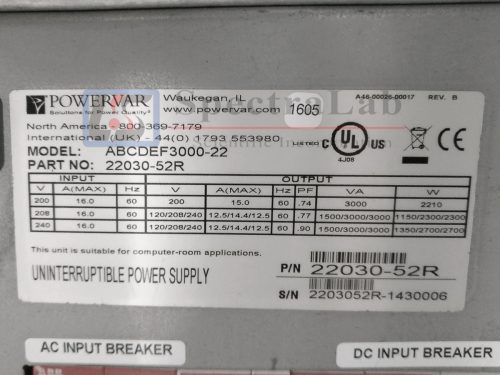 A46-00026-00017 REV. B
POWERVAR Waukegan, IL
Solutions for Power Quality. www.powervar.com 1605
SpectraLab
Scientific
North America - 800-369-7179
International (UK) - 44(0) 1793 553980
LISTED C UL US
4J08
CE
MODEL: ABCDEF3000-22
PART NO: 22030-52R
INPUT OUTPUT
V A(MAX) Hz V A(MAX) Hz PF VA W
200 16.0 60 200 15.0 60 .74 3000 2210
208 16.0 60 120/208/240 12.5/14.4/12.5 60 .77 1500/3000/3000 1150/2300/2300
240 16.0 60 120/208/240 12.5/14.4/12.5 60 .90 1500/3000/3000 1350/2700/2700
This unit is suitable for computer-room applications.
UNINTERRUPTIBLE POWER SUPPLY
P/N 22030-52R
S/N 2203052R-1430006
AC INPUT BREAKER
DC INPUT BREAKER